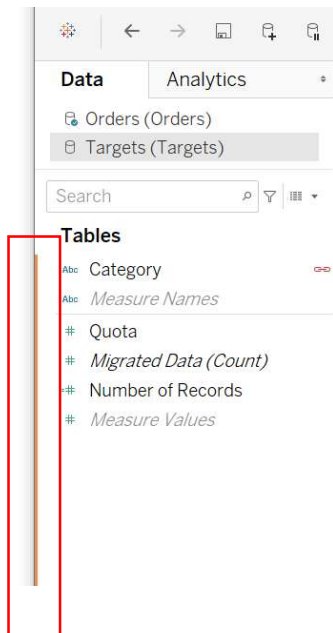 Data Analytics
Orders (Orders)
Targets (Targets)
Search
Tables
Abc Category
Abc Measure Names
# Quota
# Migrated Data (Count)
=# Number of Records
# Measure Values